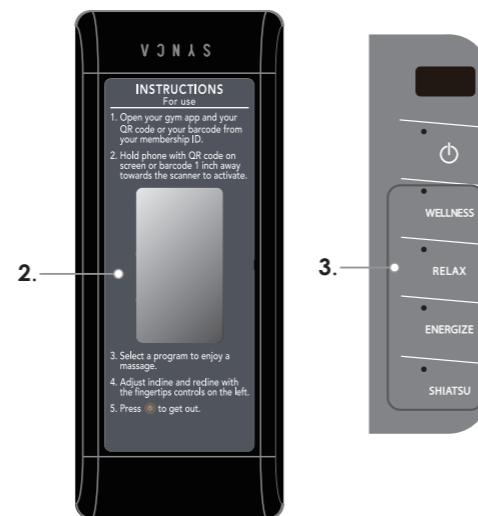 SYNCA
INSTRUCTIONS
For use
1. Open your gym app and your
QR code or your barcode from
your membership ID.
2. Hold phone with QR code on
screen or barcode 1 inch away
towards the scanner to activate.
2.
3. Select a program to enjoy a
massage.
4. Adjust incline and recline with
the fingertips controls on the left.
5. Press to get out.
3.
WELLNESS
RELAX
ENERGIZE
SHIATSU